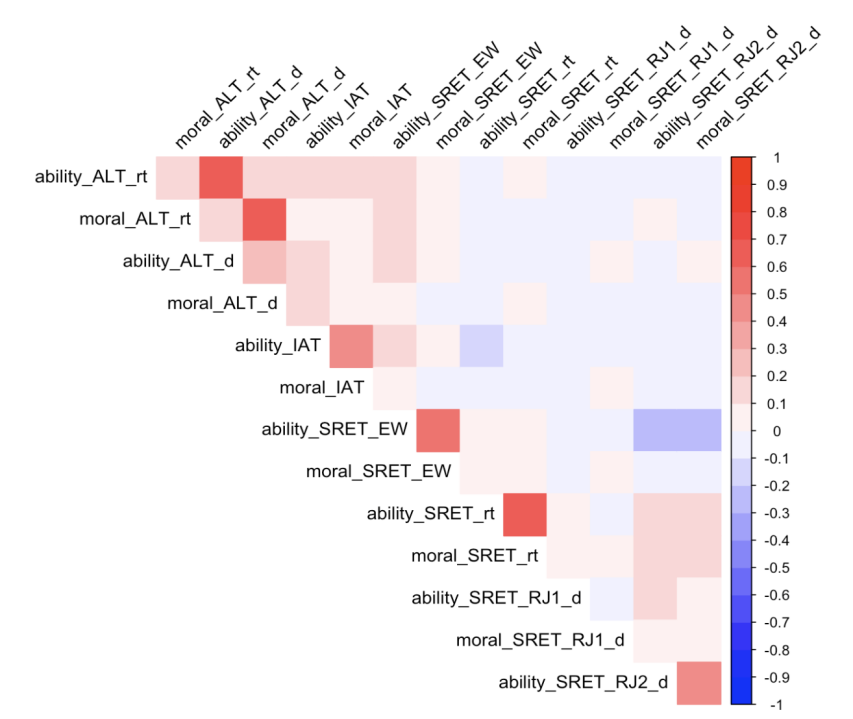 moral_ALT_rt
ability_ALT_d
moral_ALT_d
ability_IAT
moral_IAT
ability_SRET_EW
moral_SRET_EW
ability_SRET_rt
moral_SRET_rt
ability_SRET_RJ1_d
moral_SRET_RJ1_d
ability_SRET_RJ2_d
moral_SRET_RJ2_d
ability_ALT_rt
moral_ALT_rt
ability_ALT_d
moral_ALT_d
ability_IAT
moral_IAT
ability_SRET_EW
moral_SRET_EW
ability_SRET_rt
moral_SRET_rt
ability_SRET_RJ1_d
moral_SRET_RJ1_d
ability_SRET_RJ2_d
1
0.9
0.8
0.7
0.6
0.5
0.4
0.3
0.2
0.1
0
-0.1
-0.2
-0.3
-0.4
-0.5
-0.6
-0.7
-0.8
-0.9
-1